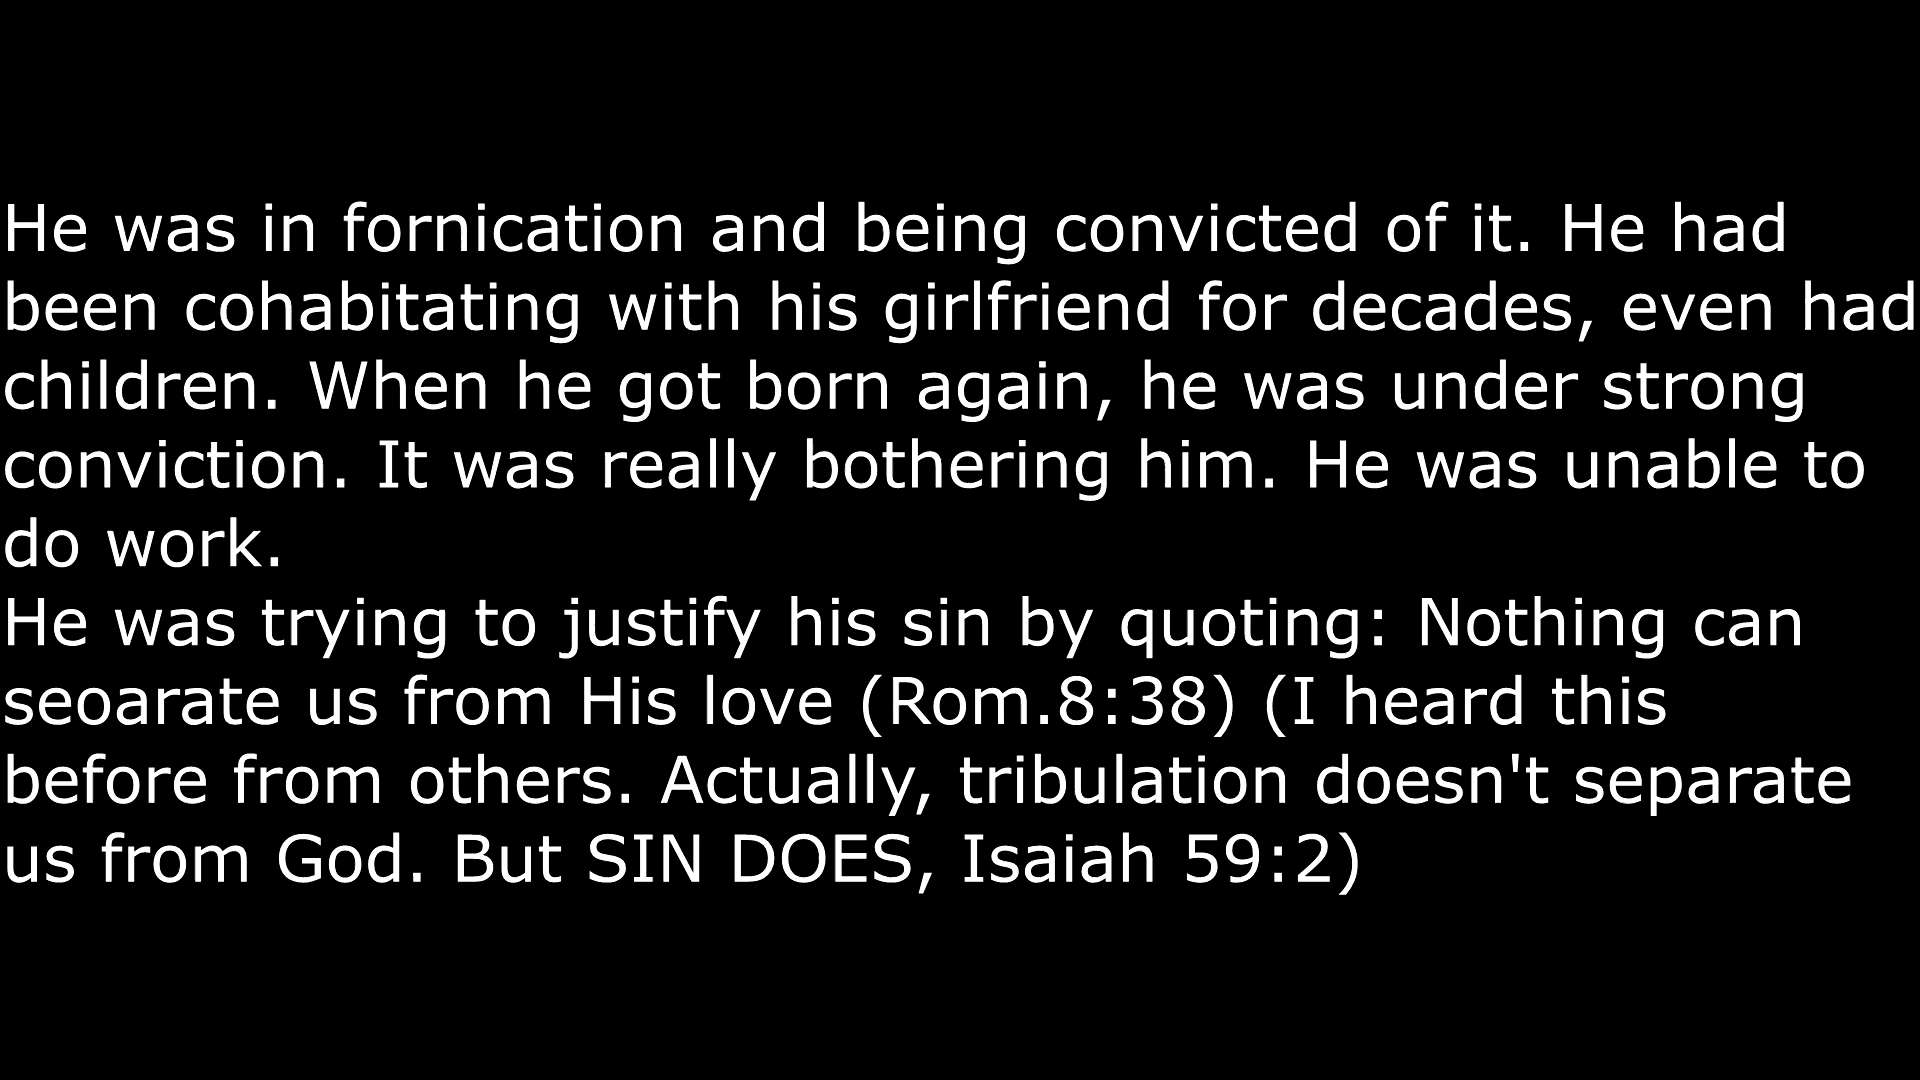 He was in fornication and being convicted of it. He had
been cohabitating with his girlfriend for decades, even had
children. When he got born again, he was under strong
conviction. It was really bothering him. He was unable to
do work.
He was trying to justify his sin by quoting: Nothing can
seoarate us from His love (Rom.8:38) (I heard this
before from others. Actually, tribulation doesn't separate
us from God. But SIN DOES, Isaiah 59:2)